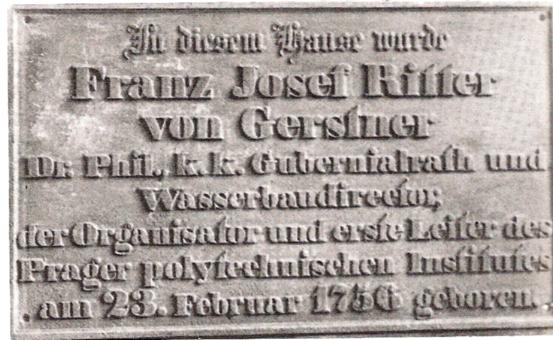 In diesem Hause wurde
Franz Josef Ritter
von Gerstner
Dr. Phil., k. k. Gubernialrath und
Wasserbaudirector,
der Organisator und erste Leiter des
Prager polytechnischen Institutes
am 23. Februar 1756 geboren.